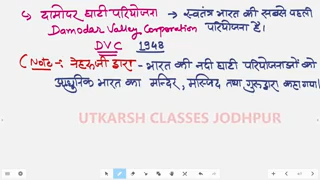 ↳ दामोदर घाटी परियोजना → स्वतंत्र भारत की सबसे पहली
Damodar Valley Corporation परियोजना है।
DVC 1948
(Note:- नेहरूजी द्वारा - भारत की नदी घाटी परियोजनाओं को
आधुनिक भारत का मन्दिर, मस्जिद तथा गुरुद्वारा कहा गया।
UTKARSH CLASSES JODHPUR